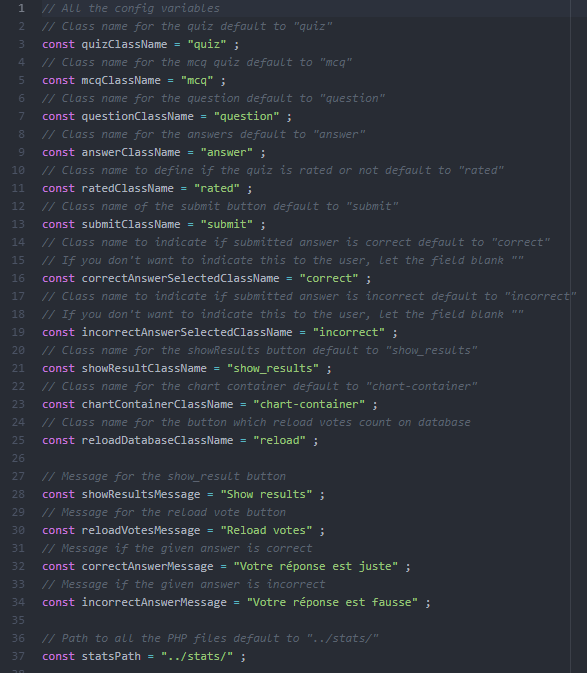 1 // All the config variables
2 // Class name for the quiz default to "quiz"
3 const quizClassName = "quiz" ;
4 // Class name for the mcq quiz default to "mcq"
5 const mcqClassName = "mcq" ;
6 // Class name for the question default to "question"
7 const questionClassName = "question" ;
8 // Class name for the answers default to "answer"
9 const answerClassName = "answer" ;
10 // Class name to define if the quiz is rated or not default to "rated"
11 const ratedClassName = "rated" ;
12 // Class name of the submit button default to "submit"
13 const submitClassName = "submit" ;
14 // Class name to indicate if submitted answer is correct default to "correct"
15 // If you don't want to indicate this to the user, let the field blank ""
16 const correctAnswerSelectedClassName = "correct" ;
17 // Class name to indicate if submitted answer is incorrect default to "incorrect"
18 // If you don't want to indicate this to the user, let the field blank ""
19 const incorrectAnswerSelectedClassName = "incorrect" ;
20 // Class name for the showResults button default to "show_results"
21 const showResultClassName = "show_results" ;
22 // Class name for the chart container default to "chart-container"
23 const chartContainerClassName = "chart-container" ;
24 // Class name for the button which reload votes count on database
25 const reloadDatabaseClassName = "reload" ;
26
27 // Message for the show_result button
28 const showResultsMessage = "Show results" ;
29 // Message for the reload vote button
30 const reloadVotesMessage = "Reload votes" ;
31 // Message if the given answer is correct
32 const correctAnswerMessage = "Votre réponse est juste" ;
33 // Message if the given answer is incorrect
34 const incorrectAnswerMessage = "Votre réponse est fausse" ;
35
36 // Path to all the PHP files default to "../stats/"
37 const statsPath = "../stats/" ;